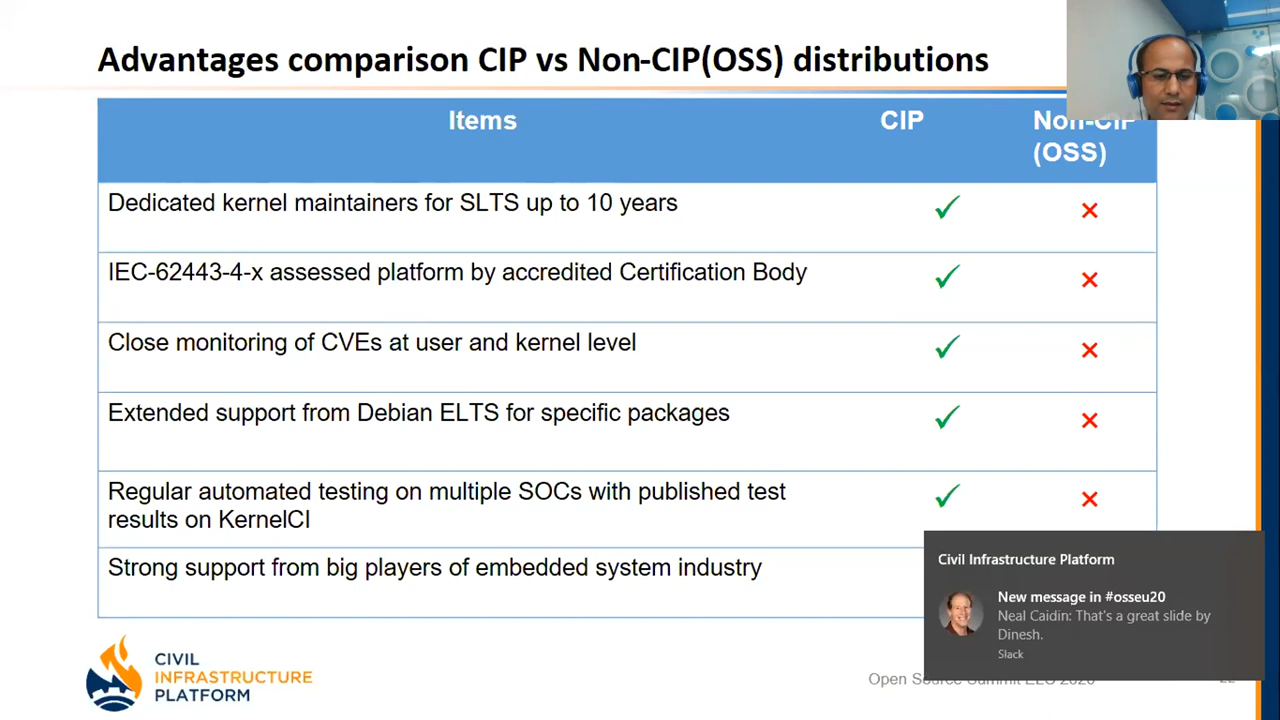 Advantages comparison CIP vs Non-CIP(OSS) distributions
Items
CIP
Non-CIP
(OSS)
Dedicated kernel maintainers for SLTS up to 10 years
IEC-62443-4-x assessed platform by accredited Certification Body
Close monitoring of CVEs at user and kernel level
Extended support from Debian ELTS for specific packages
Regular automated testing on multiple SOCs with published test
results on KernelCI
Strong support from big players of embedded system industry
Civil Infrastructure Platform
New message in #osseu20
Neal Caidin: That's a great slide by
Dinesh.
Slack
CIVIL
INFRASTRUCTURE
PLATFORM
Open Source Summit ELC 2020